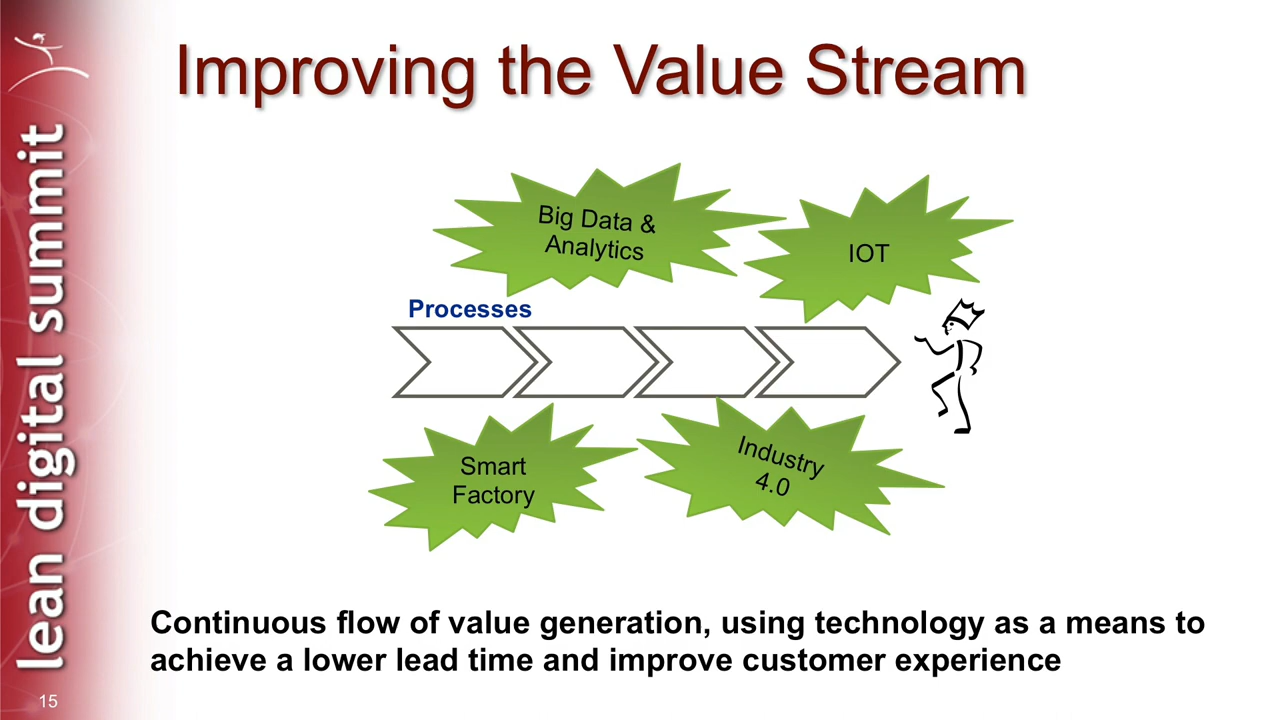 Improving the Value Stream
lean digital summit
Big Data &
Analytics
IOT
Processes
Smart
Factory
Industry
4.0
Continuous flow of value generation, using technology as a means to
achieve a lower lead time and improve customer experience
15